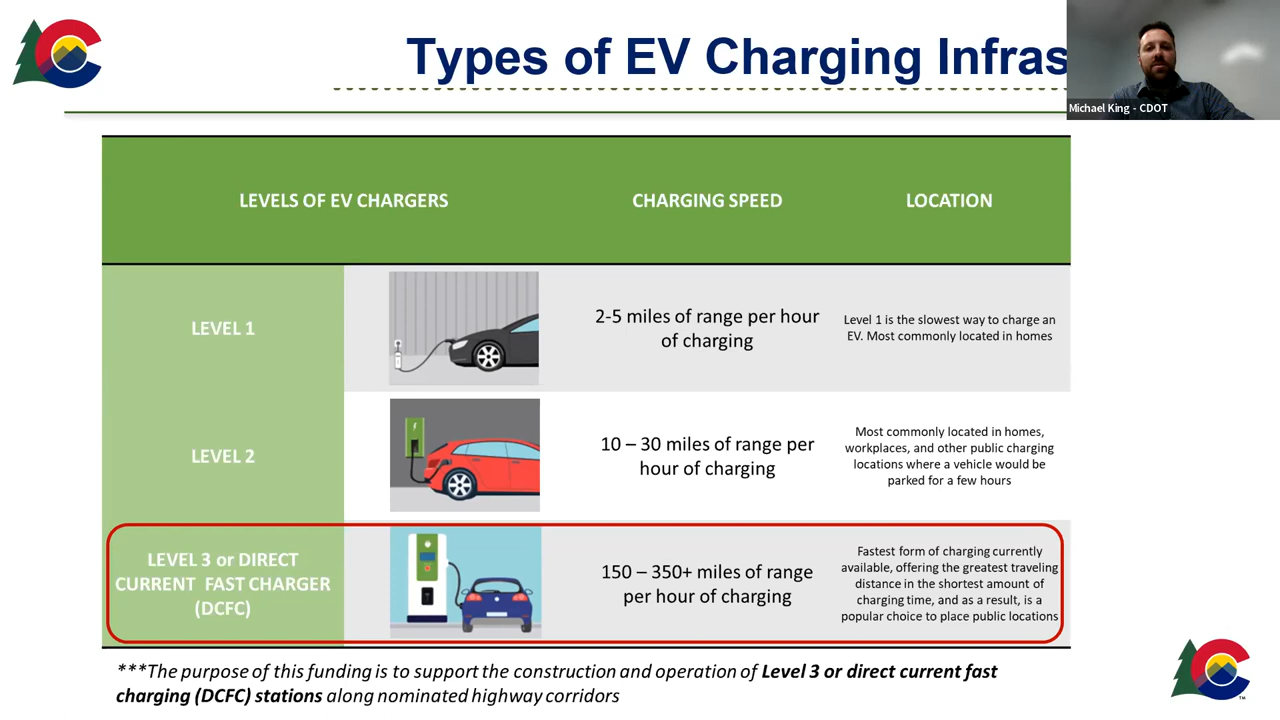 Types of EV Charging Infras
Michael King - CDOT
LEVELS OF EV CHARGERS
CHARGING SPEED
LOCATION
LEVEL 1
2-5 miles of range per hour
of charging
Level 1 is the slowest way to charge an
EV. Most commonly located in homes
LEVEL 2
10 – 30 miles of range per
hour of charging
Most commonly located in homes,
workplaces, and other public charging
locations where a vehicle would be
parked for a few hours
LEVEL 3 or DIRECT
CURRENT FAST CHARGER
(DCFC)
150 – 350+ miles of range
per hour of charging
Fastest form of charging currently
available, offering the greatest traveling
distance in the shortest amount of
charging time, and as a result, is a
popular choice to place public locations
***The purpose of this funding is to support the construction and operation of Level 3 or direct current fast
charging (DCFC) stations along nominated highway corridors
TM